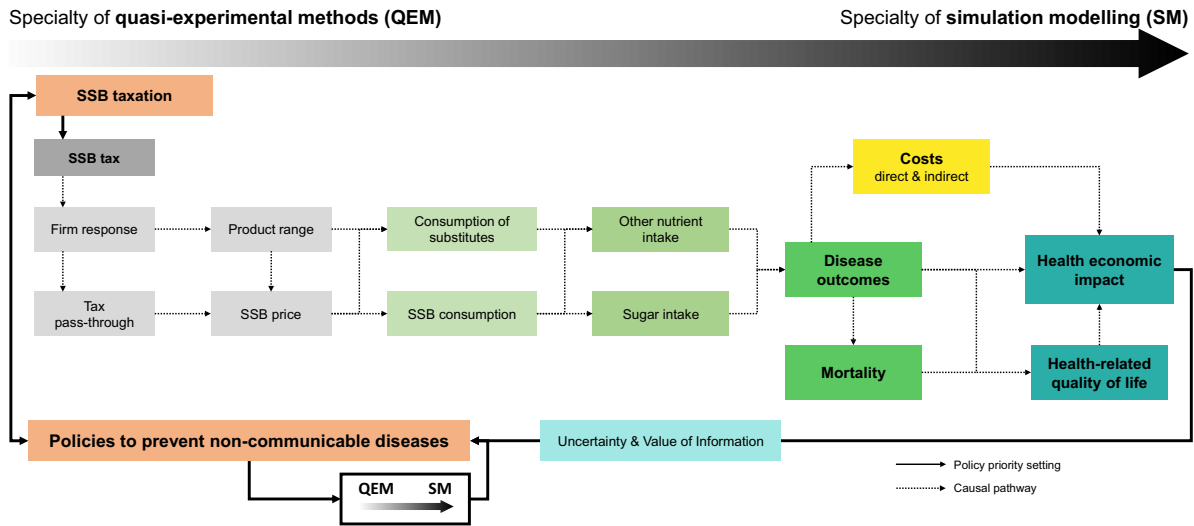 Specialty of quasi-experimental methods (QEM)
Specialty of simulation modelling (SM)
SSB taxation
SSB tax
Costs
direct & indirect
Firm response
Product range
Consumption of
substitutes
Other nutrient
intake
Disease
outcomes
Health economic
impact
Tax
pass-through
SSB price
SSB consumption
Sugar intake
Mortality
Health-related
quality of life
Policies to prevent non-communicable diseases
Uncertainty & Value of Information
Policy priority setting
Causal pathway
QEM SM